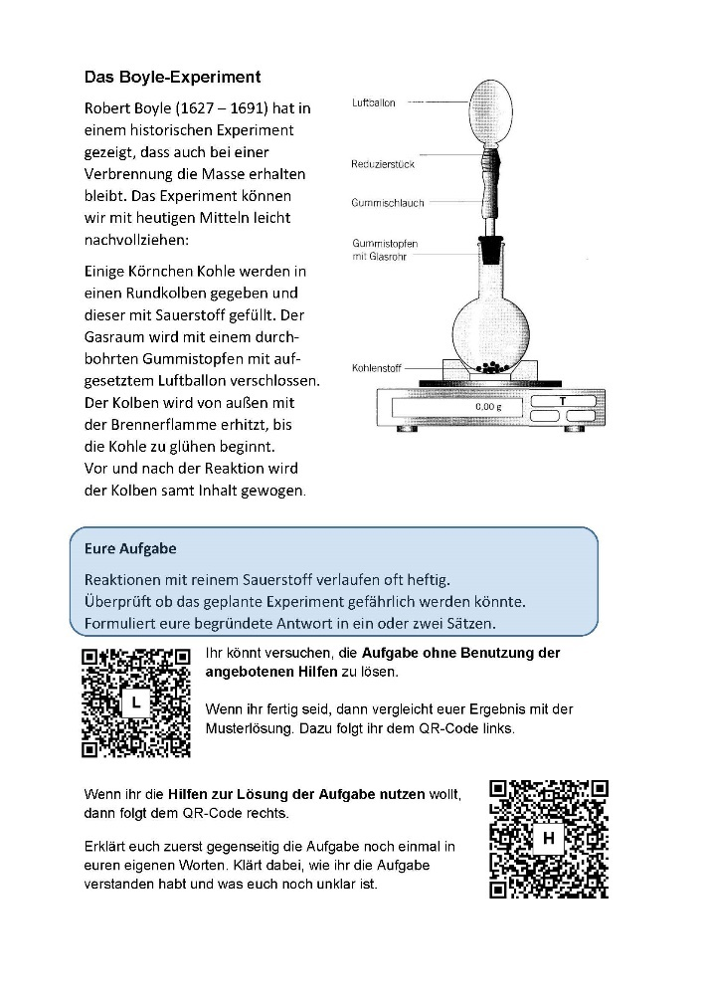 Das Boyle-Experiment
Robert Boyle (1627 – 1691) hat in
einem historischen Experiment
gezeigt, dass auch bei einer
Verbrennung die Masse erhalten
bleibt. Das Experiment können
wir mit heutigen Mitteln leicht
nachvollziehen:
Einige Körnchen Kohle werden in
einen Rundkolben gegeben und
dieser mit Sauerstoff gefüllt. Der
Gasraum wird mit einem durch-
bohrten Gummistopfen mit auf-
gesetztem Luftballon verschlossen.
Der Kolben wird von außen mit
der Brennerflamme erhitzt, bis
die Kohle zu glühen beginnt.
Vor und nach der Reaktion wird
der Kolben samt Inhalt gewogen.
Luftballon
Reduzierstück
Gummischlauch
Gummistopfen
mit Glasrohr
Kohlenstoff
0,00 g
T
Eure Aufgabe
Reaktionen mit reinem Sauerstoff verlaufen oft heftig.
Überprüft ob das geplante Experiment gefährlich werden könnte.
Formuliert eure begründete Antwort in ein oder zwei Sätzen.
L
Ihr könnt versuchen, die Aufgabe ohne Benutzung der
angebotenen Hilfen zu lösen.
Wenn ihr fertig seid, dann vergleicht euer Ergebnis mit der
Musterlösung. Dazu folgt ihr dem QR-Code links.
Wenn ihr die Hilfen zur Lösung der Aufgabe nutzen wollt,
dann folgt dem QR-Code rechts.
Erklärt euch zuerst gegenseitig die Aufgabe noch einmal in
euren eigenen Worten. Klärt dabei, wie ihr die Aufgabe
verstanden habt und was euch noch unklar ist.
H